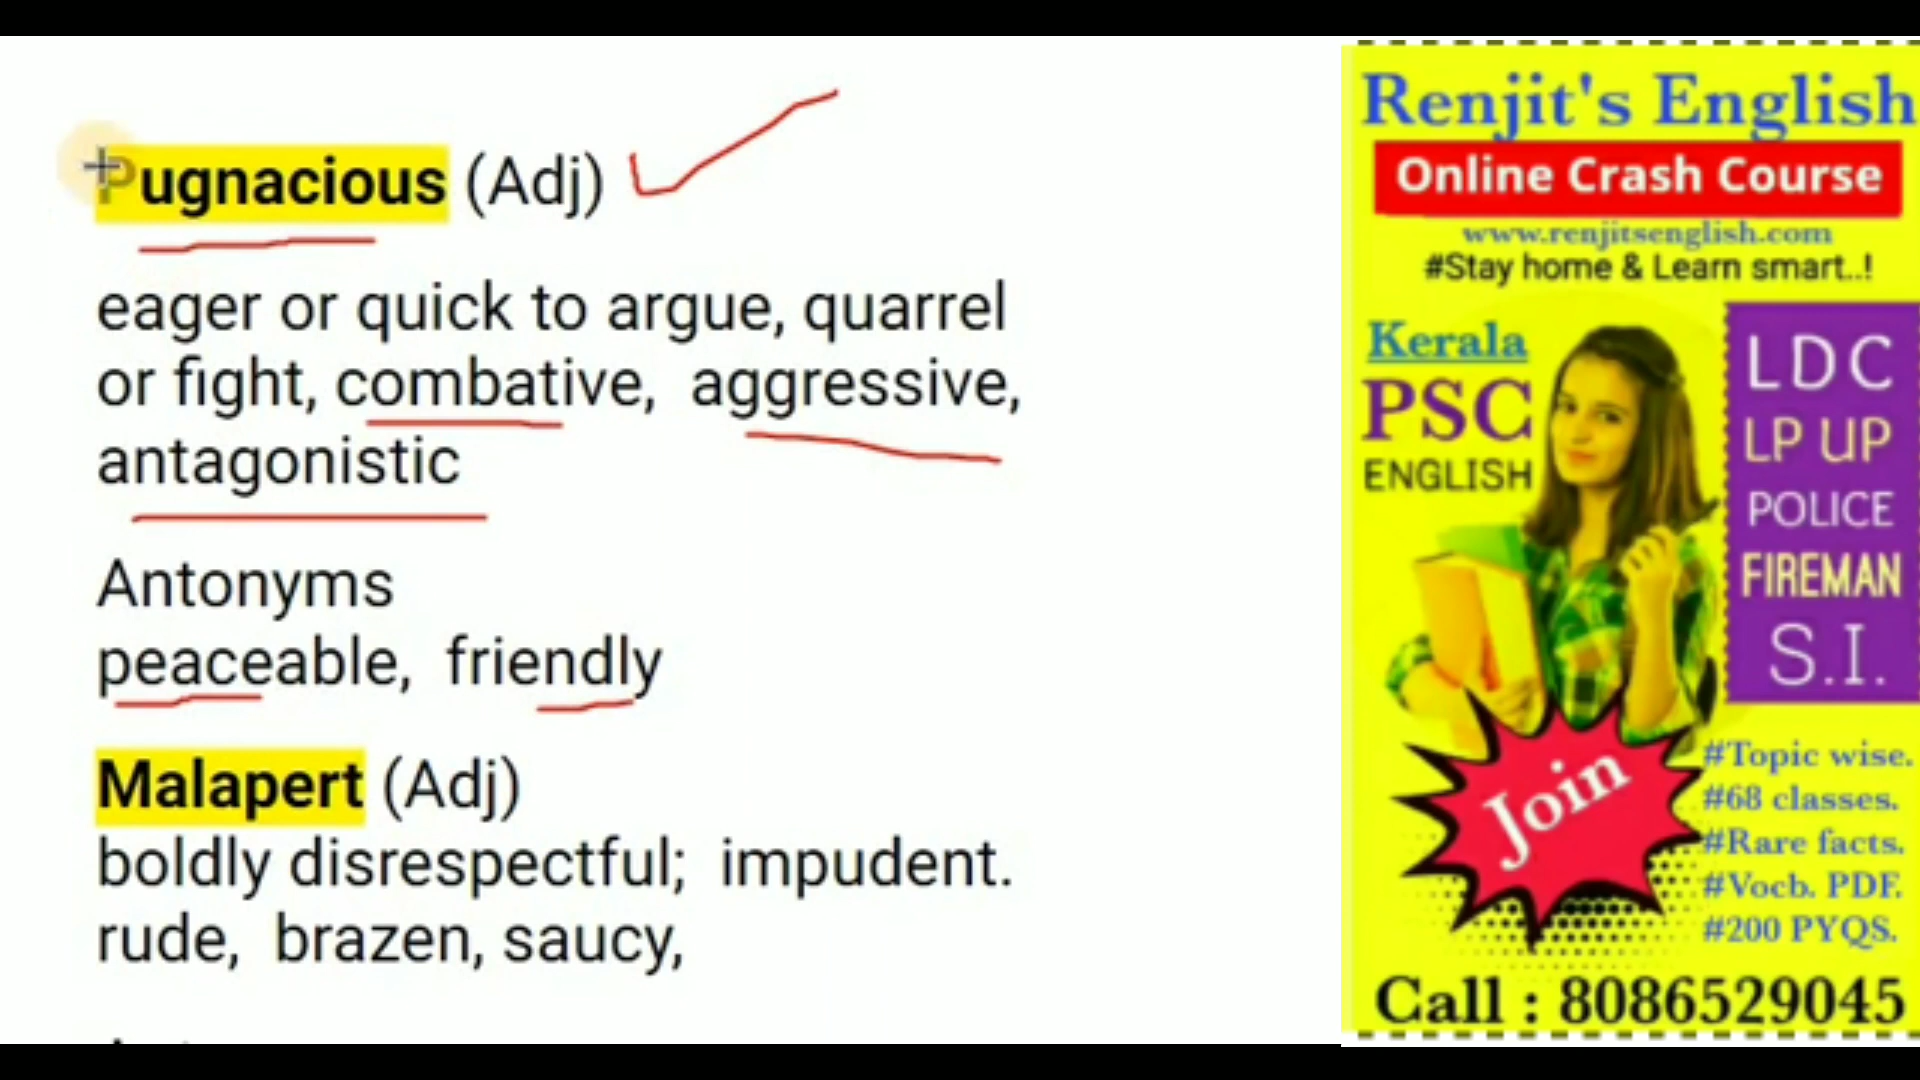 Pugnacious (Adj)
eager or quick to argue, quarrel
or fight, combative, aggressive,
antagonistic
Antonyms
peaceable, friendly
Malapert (Adj)
boldly disrespectful; impudent.
rude, brazen, saucy,
Renjit's English
Online Crash Course
www.renjitsenglish.com
#Stay home & Learn smart..!
Kerala
PSC
ENGLISH
LDC
LP UP
POLICE
FIREMAN
S.I.
Join
#Topic wise.
#68 classes.
#Rare facts.
#Vocb. PDF.
#200 PYQS.
Call : 8086529045